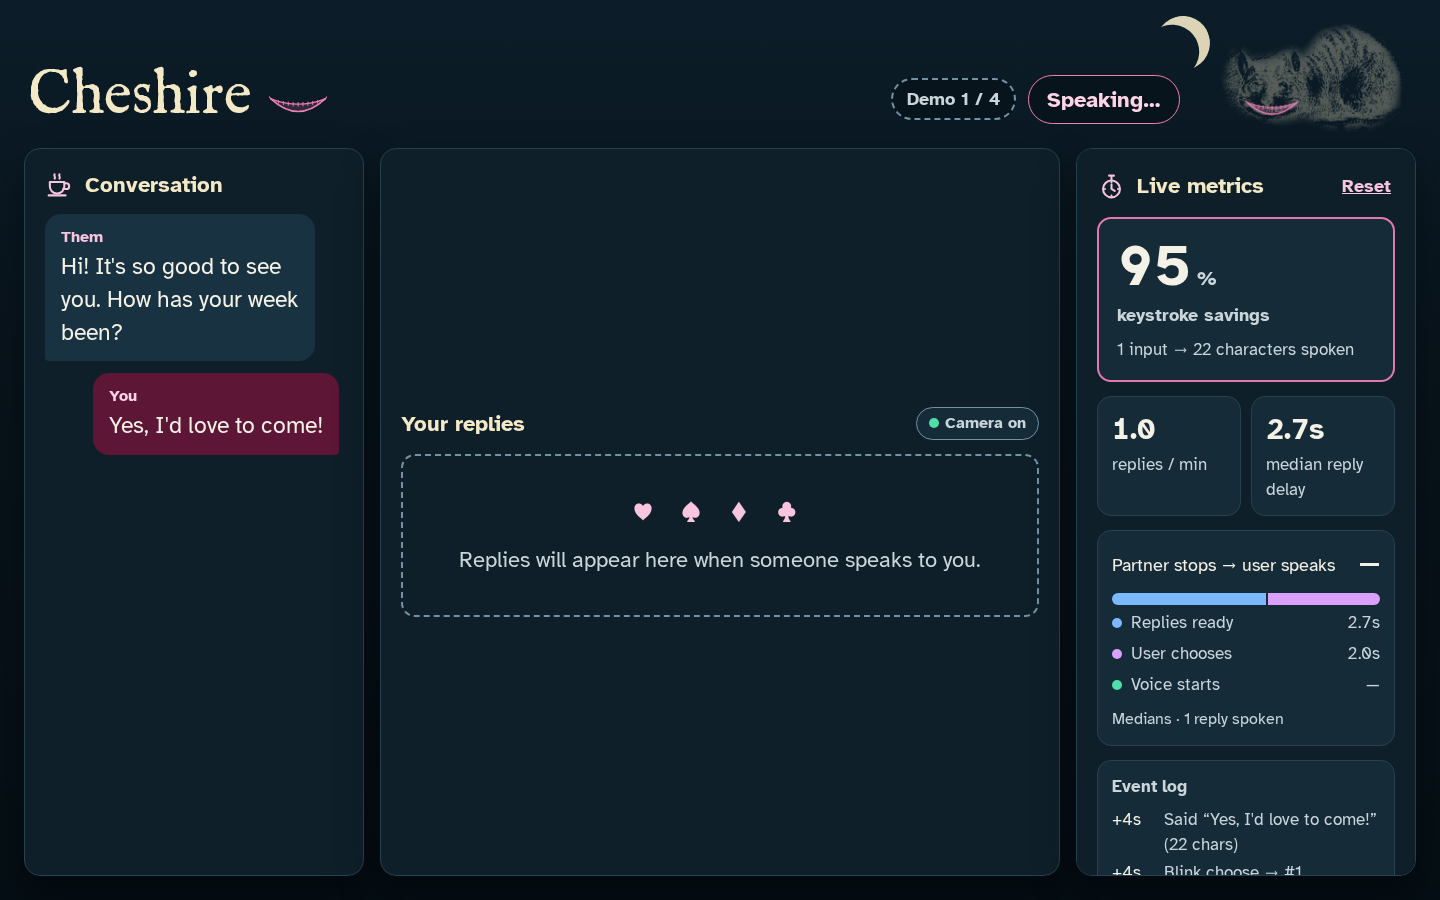 Cheshire
Demo 1 / 4
Speaking...
Conversation
Them
Hi! It's so good to see
you. How has your week
been?
You
Yes, I'd love to come!
Your replies
Camera on
Replies will appear here when someone speaks to you.
Live metrics
Reset
95 %
keystroke savings
1 input → 22 characters spoken
1.0
replies / min
2.7s
median reply
delay
Partner stops → user speaks —
Replies ready 2.7s
User chooses 2.0s
Voice starts —
Medians · 1 reply spoken
Event log
+4s Said “Yes, I'd love to come!”
(22 chars)
+4s Blink choose → #1